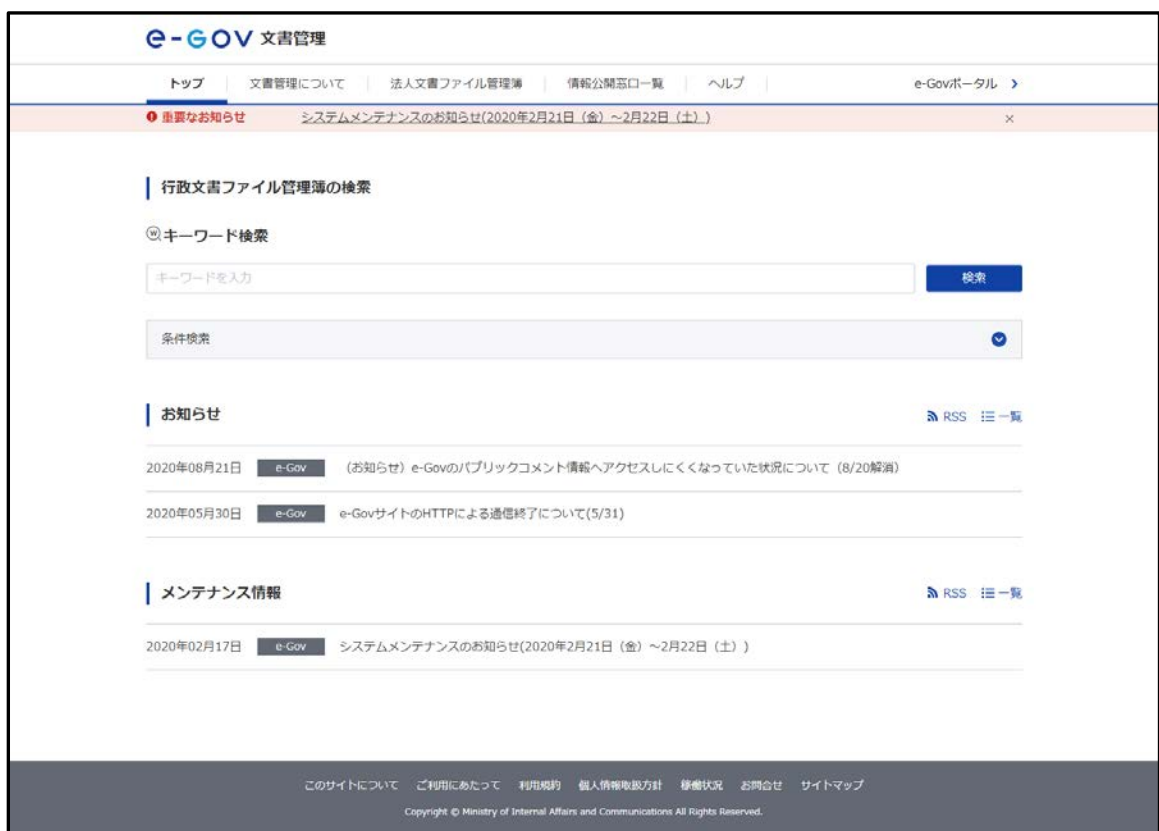 e-GOV 文書管理
トップ 文書管理について 法人文書ファイル管理簿 情報公開窓口一覧 ヘルプ e-Govポータル
重要なお知らせ システムメンテナンスのお知らせ(2020年2月21日（金）～2月22日（土）)
行政文書ファイル管理簿の検索
キーワード検索
キーワードを入力 検索
条件検索
お知らせ RSS 一覧
2020年08月21日 e-Gov （お知らせ）e-Govのパブリックコメント情報へアクセスしにくくなっていた状況について（8/20解消）
2020年05月30日 e-Gov e-GovサイトのHTTPによる通信終了について(5/31)
メンテナンス情報 RSS 一覧
2020年02月17日 e-Gov システムメンテナンスのお知らせ(2020年2月21日（金）～2月22日（土）)
このサイトについて ご利用にあたって 利用規約 個人情報取扱方針 稼働状況 お問合せ サイトマップ
Copyright © Ministry of Internal Affairs and Communications All Rights Reserved.